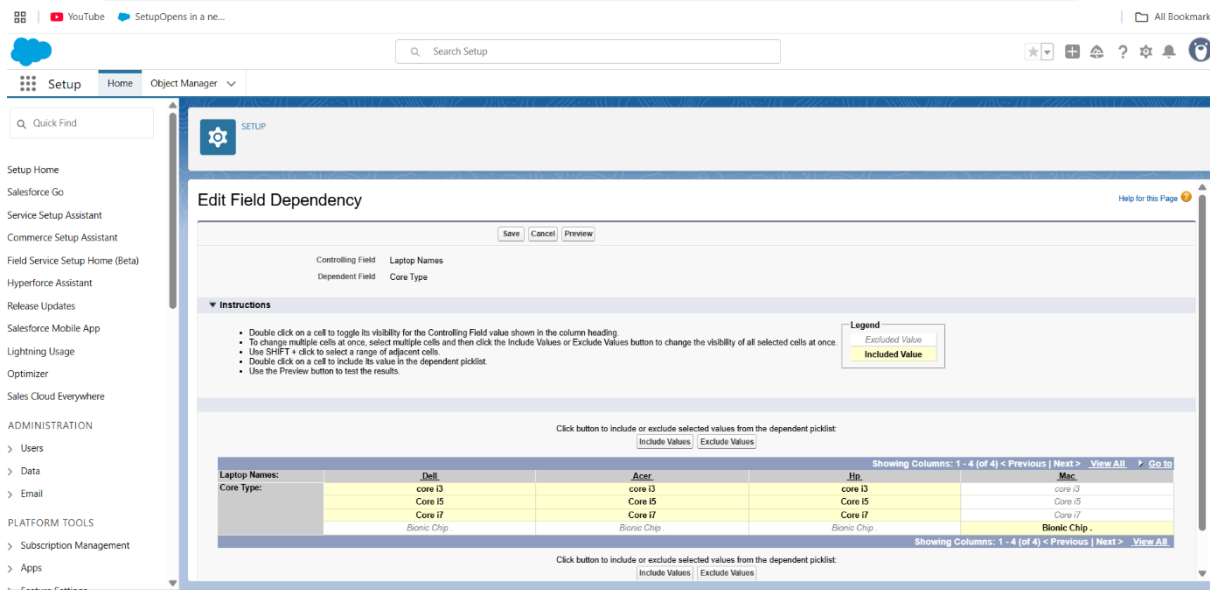 YouTube SetupOpens in a ne... All Bookmark
Search Setup
Setup Home Object Manager
Quick Find
SETUP
Setup Home
Salesforce Go
Service Setup Assistant
Commerce Setup Assistant
Field Service Setup Home (Beta)
Hyperforce Assistant
Release Updates
Salesforce Mobile App
Lightning Usage
Optimizer
Sales Cloud Everywhere
ADMINISTRATION
> Users
> Data
> Email
PLATFORM TOOLS
> Subscription Management
> Apps
> Feature Settings
Edit Field Dependency
Help for this Page
Save Cancel Preview
Controlling Field Laptop Names
Dependent Field Core Type
Instructions
• Double click on a cell to toggle its visibility for the Controlling Field value shown in the column heading.
• To change multiple cells at once, select multiple cells and then click the Include Values or Exclude Values button to change the visibility of all selected cells at once.
• Use SHIFT + click to select a range of adjacent cells.
• Double click on a cell to include its value in the dependent picklist.
• Use the Preview button to test the results.
Legend
Excluded Value
Included Value
Click button to include or exclude selected values from the dependent picklist:
Include Values Exclude Values
Showing Columns: 1 - 4 (of 4) < Previous | Next > View All Go to
Laptop Names: Dell Acer Hp Mac
Core Type: core i3 core i3 core i3 core i3
Core i5 Core i5 Core i5 Core i5
Core i7 Core i7 Core i7 Core i7
Bionic Chip . Bionic Chip . Bionic Chip . Bionic Chip .
Showing Columns: 1 - 4 (of 4) < Previous | Next > View All
Click button to include or exclude selected values from the dependent picklist:
Include Values Exclude Values